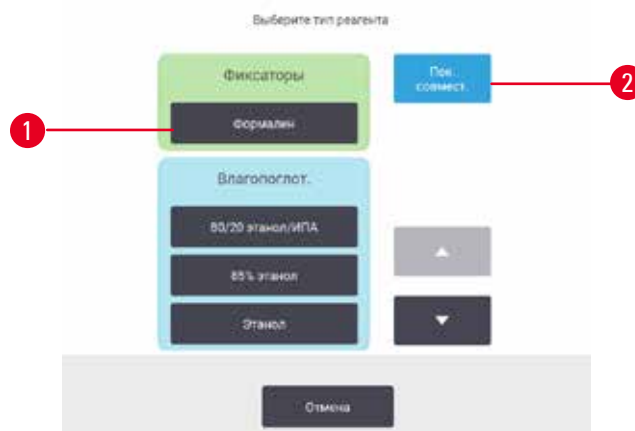 Выберите тип реагента
Фиксаторы
Пок.
совмест.
2
1
Формалин
Влагопоглот.
80/20 этанол/ИПА
85% этанол
Этанол
Отмена